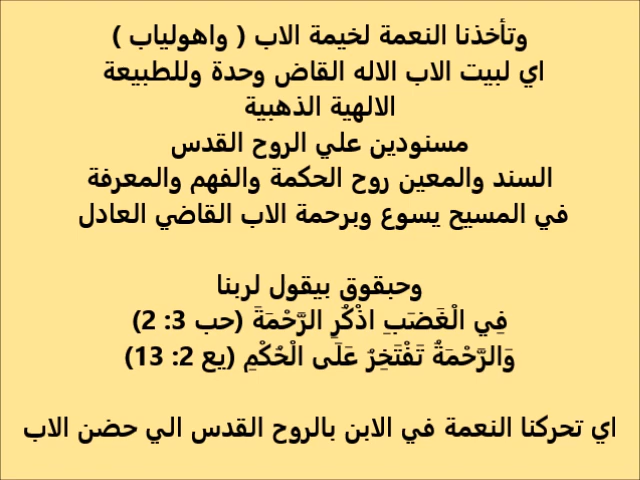 وتأخذنا النعمة لخيمة الاب ( واهولياب )
اي لبيت الاب الاله القاض وحدة وللطبيعة
الالهية الذهبية
مسنودين علي الروح القدس
السند والمعين روح الحكمة والفهم والمعرفة
في المسيح يسوع وبرحمة الاب القاضي العادل
وحبقوق بيقول لربنا
فِي الْغَضَبِ اذْكُرِ الرَّحْمَةَ (حب 3: 2)
وَالرَّحْمَةُ تَفْتَخِرُ عَلَى الْحُكْمِ (يع 2: 13)
اي تحركنا النعمة في الابن بالروح القدس الي حضن الاب